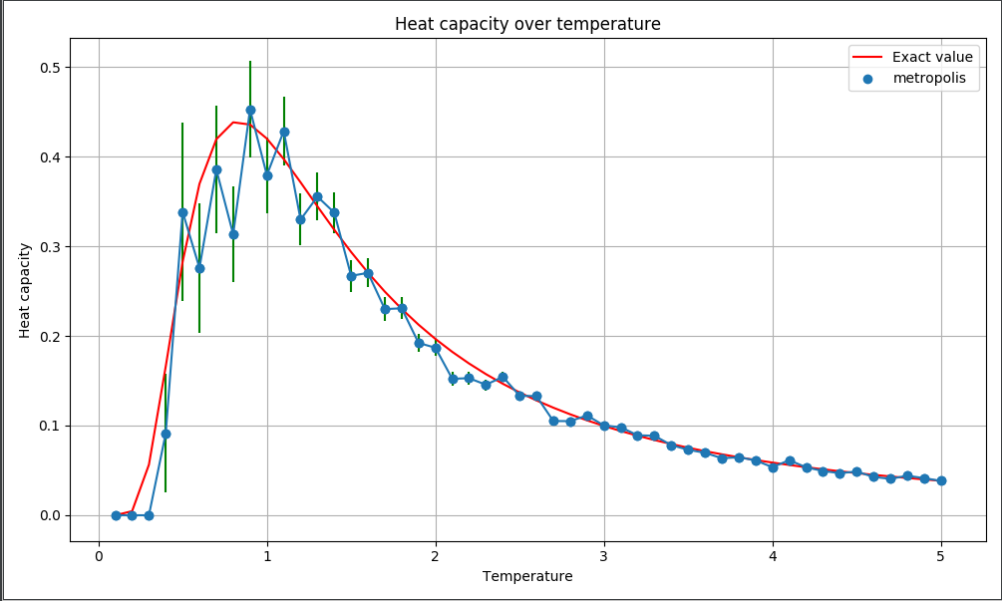 Heat capacity over temperature
Exact value
metropolis
Heat capacity
0.5
0.4
0.3
0.2
0.1
0.0
0 1 2 3 4 5
Temperature